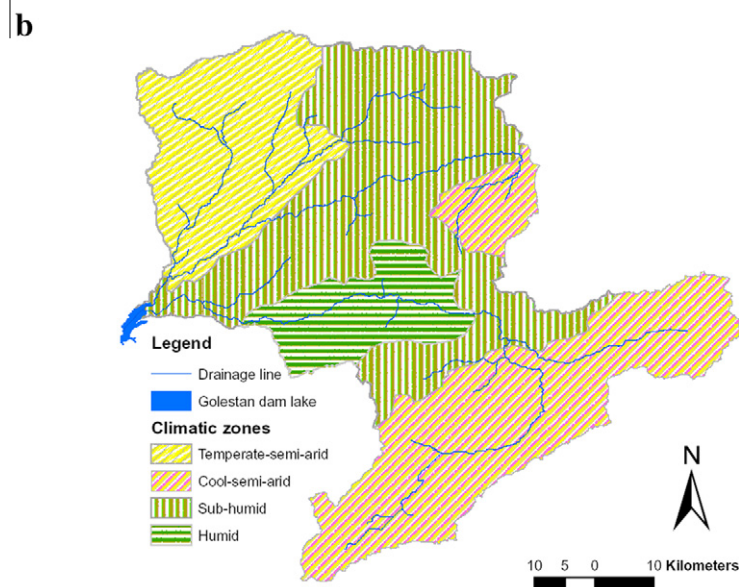 b
Legend
Drainage line
Golestan dam lake
Climatic zones
Temperate-semi-arid
Cool-semi-arid
Sub-humid
Humid
N
10 5 0 10 Kilometers